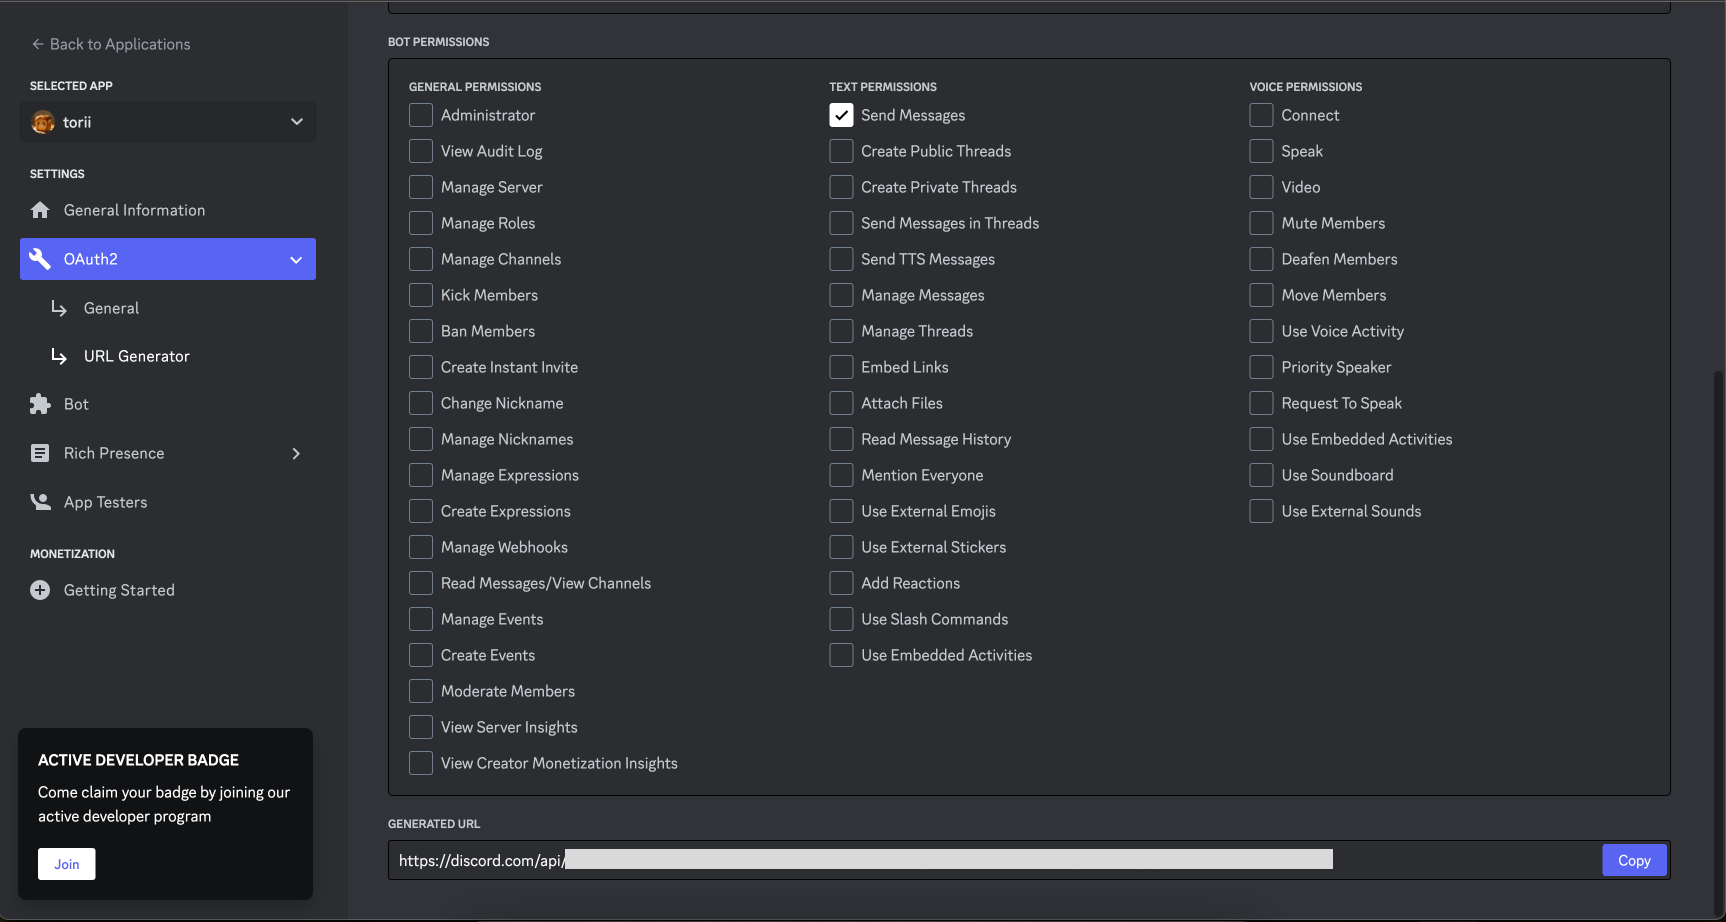 Back to Applications
SELECTED APP
torii
SETTINGS
General Information
OAuth2
General
URL Generator
Bot
Rich Presence
App Testers
MONETIZATION
Getting Started
ACTIVE DEVELOPER BADGE
Come claim your badge by joining our
active developer program
Join
BOT PERMISSIONS
GENERAL PERMISSIONS
Administrator
View Audit Log
Manage Server
Manage Roles
Manage Channels
Kick Members
Ban Members
Create Instant Invite
Change Nickname
Manage Nicknames
Manage Expressions
Create Expressions
Manage Webhooks
Read Messages/View Channels
Manage Events
Create Events
Moderate Members
View Server Insights
View Creator Monetization Insights
TEXT PERMISSIONS
Send Messages
Create Public Threads
Create Private Threads
Send Messages in Threads
Send TTS Messages
Manage Messages
Manage Threads
Embed Links
Attach Files
Read Message History
Mention Everyone
Use External Emojis
Use External Stickers
Add Reactions
Use Slash Commands
Use Embedded Activities
VOICE PERMISSIONS
Connect
Speak
Video
Mute Members
Deafen Members
Move Members
Use Voice Activity
Priority Speaker
Request To Speak
Use Embedded Activities
Use Soundboard
Use External Sounds
GENERATED URL
https://discord.com/api/
Copy